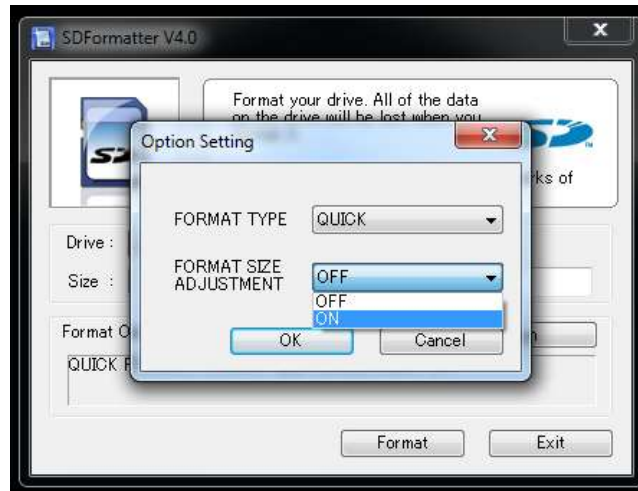 SDFormatter V4.0
x
Format your drive. All of the data
on the drive will be lost when you
Option Setting
x
rks of
FORMAT TYPE
QUICK
Drive :
FORMAT SIZE
ADJUSTMENT
OFF
Size :
OFF
ON
Format O
OK
Cancel
n
QUICK F
Format
Exit